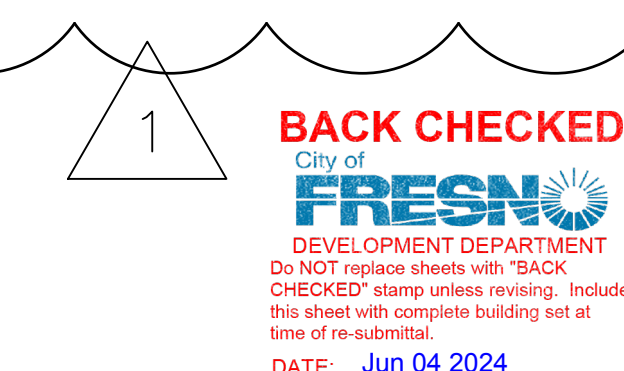 1
BACK CHECKED
City of
FRESNO
DEVELOPMENT DEPARTMENT
Do NOT replace sheets with "BACK
CHECKED" stamp unless revising. Include
this sheet with complete building set at
time of re-submittal.
DATE: Jun 04 2024